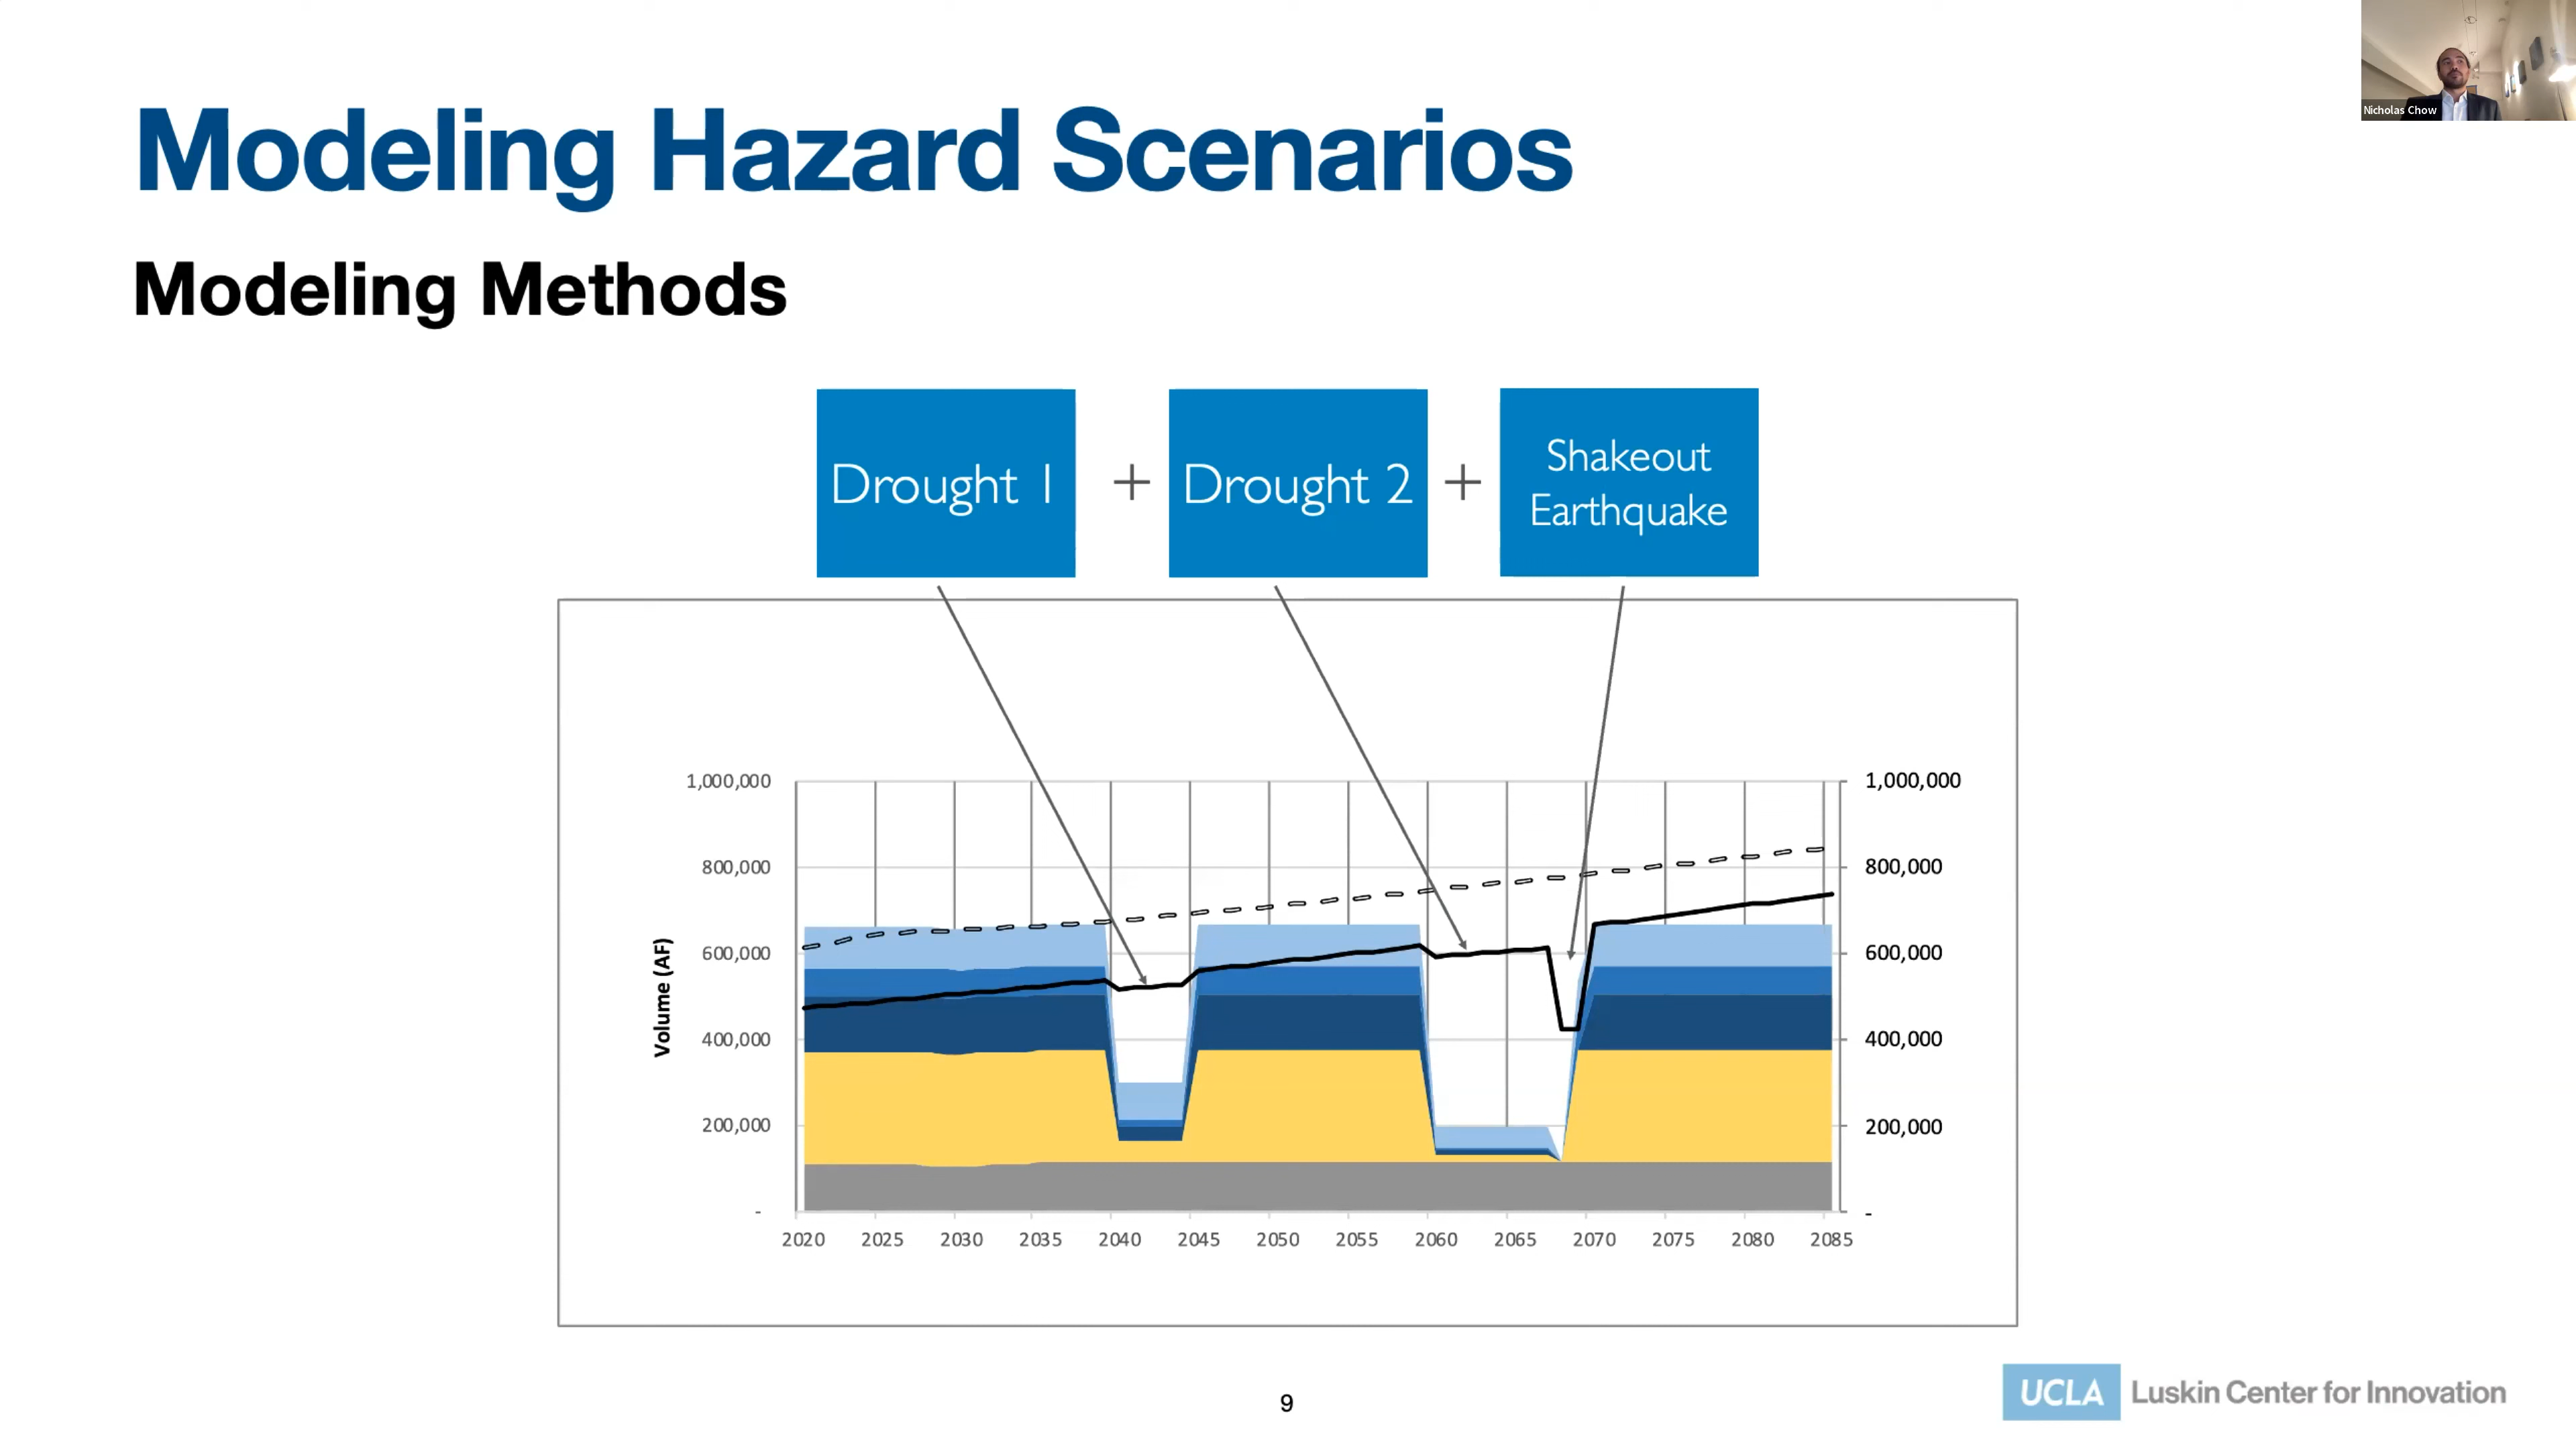 Nicholas Chow
Modeling Hazard Scenarios
Modeling Methods
Drought 1
+
Drought 2
+
Shakeout
Earthquake
1,000,000
800,000
600,000
400,000
200,000
-
Volume (AF)
1,000,000
800,000
600,000
400,000
200,000
-
2020 2025 2030 2035 2040 2045 2050 2055 2060 2065 2070 2075 2080 2085
9
UCLA Luskin Center for Innovation